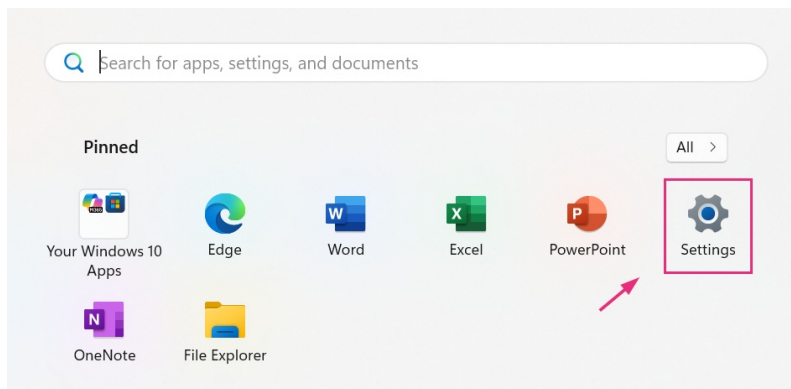 Search for apps, settings, and documents
Pinned
All
Your Windows 10
Apps
Edge
W
Word
X
Excel
P
PowerPoint
Settings
N
OneNote
File Explorer